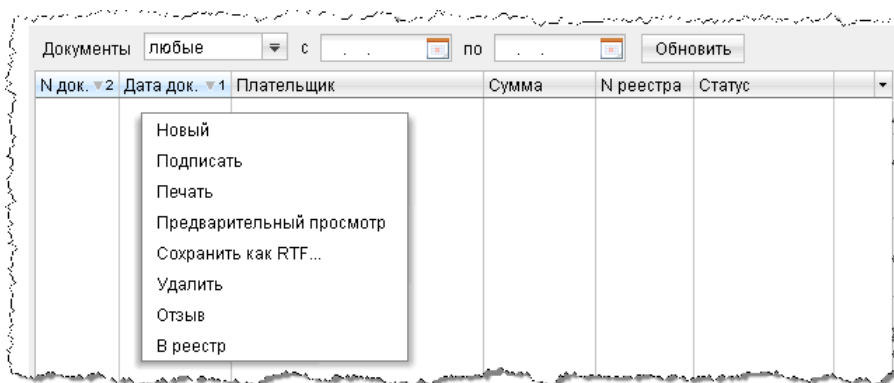 Документы любые с . . по . . Обновить
N док. 2 Дата док. 1 Плательщик Сумма N реестра Статус
Новый
Подписать
Печать
Предварительный просмотр
Сохранить как RTF...
Удалить
Отзыв
В реестр